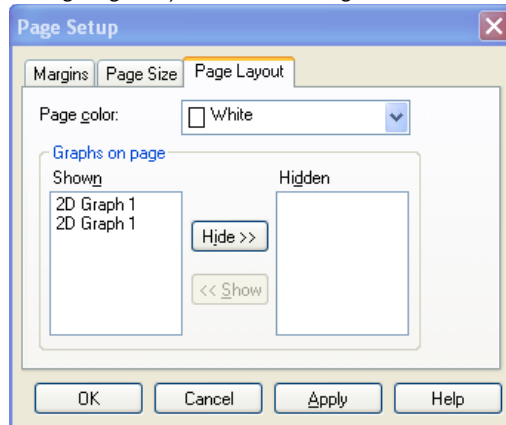 Page Setup
Margins Page Size Page Layout
Page color: White
Graphs on page
Shown Hidden
2D Graph 1
2D Graph 1
Hide >>
<< Show
OK Cancel Apply Help